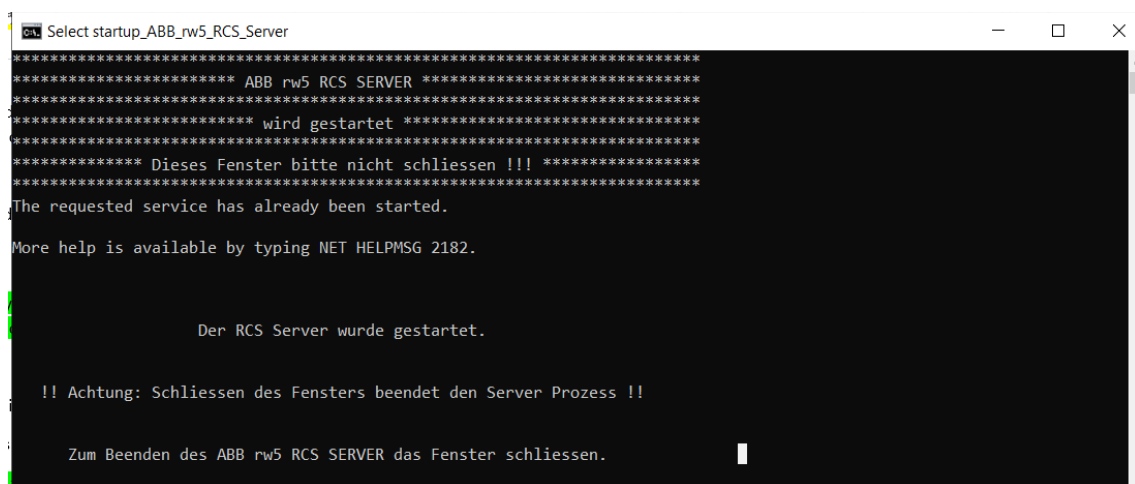 Select startup_ABB_rw5_RCS_Server
**************************************************************************
************************ ABB rw5 RCS SERVER ******************************
**************************************************************************
************************** wird gestartet ********************************
**************************************************************************
************** Dieses Fenster bitte nicht schliessen !!! *****************
**************************************************************************
The requested service has already been started.
More help is available by typing NET HELPMSG 2182.
Der RCS Server wurde gestartet.
!! Achtung: Schliessen des Fensters beendet den Server Prozess !!
Zum Beenden des ABB rw5 RCS SERVER das Fenster schliessen.